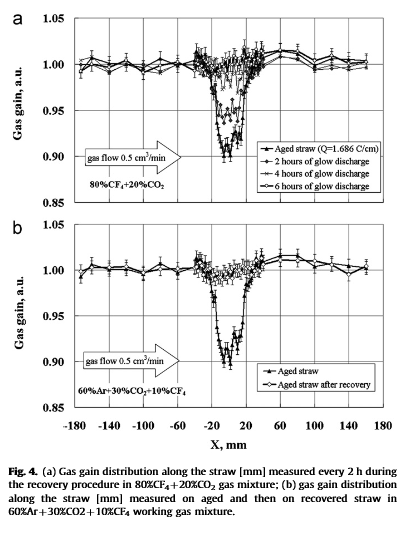 a
1.05
1.00
0.95
0.90
0.85
Gas gain, a.u.
gas flow 0.5 cm³/min
80%CF₄+20%CO₂
Aged straw (Q=1.686 C/cm)
2 hours of glow discharge
4 hours of glow discharge
6 hours of glow discharge
b
1.05
1.00
0.95
0.90
0.85
Gas gain, a.u.
gas flow 0.5 cm³/min
60%Ar+30%CO₂+10%CF₄
Aged straw
Aged straw after recovery
-180 -140 -100 -60 -20 20 60 100 140 180
X, mm
Fig. 4. (a) Gas gain distribution along the straw [mm] measured every 2 h during
the recovery procedure in 80%CF₄+20%CO₂ gas mixture; (b) gas gain distribution
along the straw [mm] measured on aged and then on recovered straw in
60%Ar+30%CO2+10%CF₄ working gas mixture.